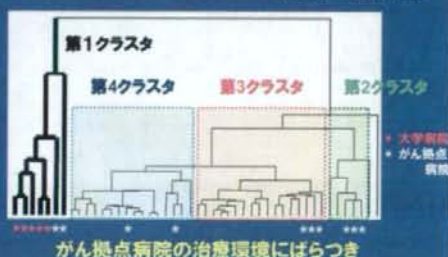 第1クラスタ
第4クラスタ
第3クラスタ
第2クラスタ
* 大学病院
* がん拠点
病院
*******
*
*
***
***
がん拠点病院の治療環境にばらつき